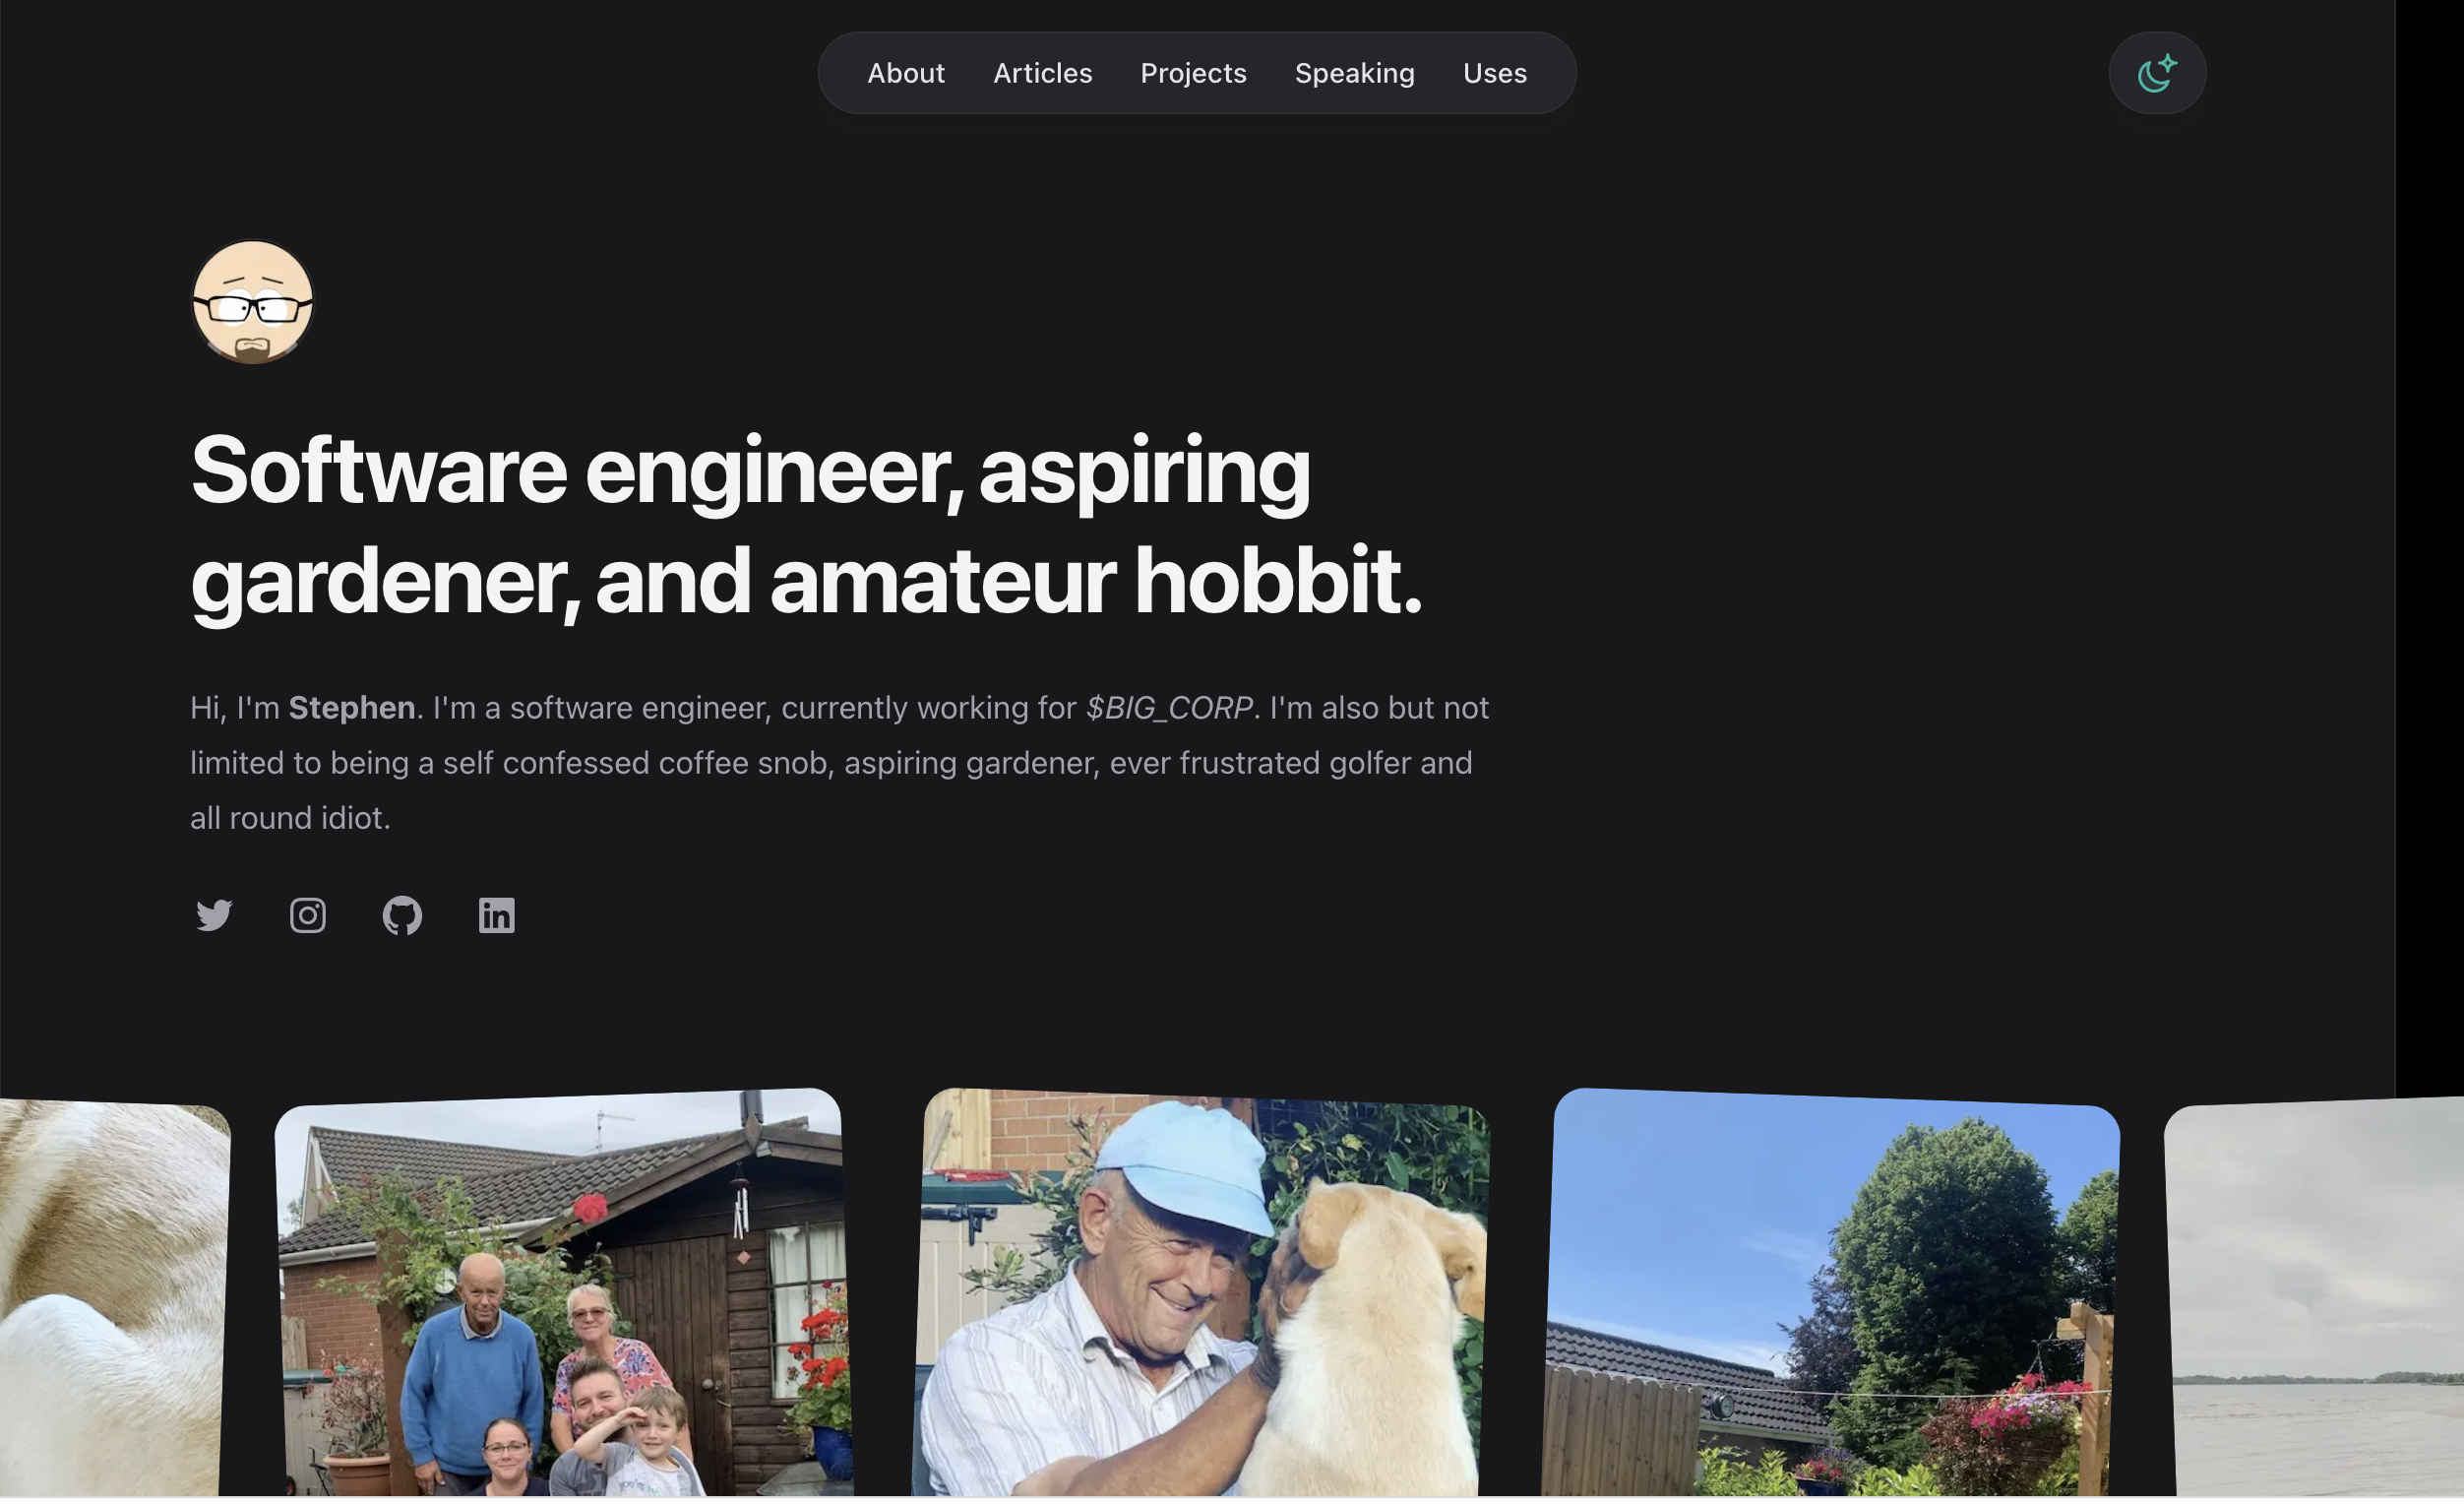 About Articles Projects Speaking Uses
Software engineer, aspiring
gardener, and amateur hobbit.
Hi, I'm Stephen. I'm a software engineer, currently working for $BIG_CORP. I'm also but not
limited to being a self confessed coffee snob, aspiring gardener, ever frustrated golfer and
all round idiot.
in